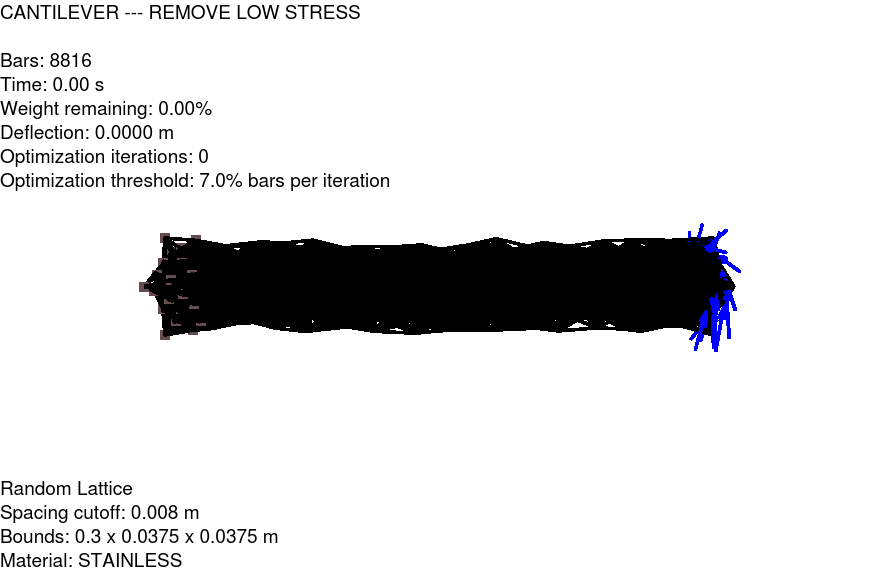 CANTILEVER --- REMOVE LOW STRESS
Bars: 8816
Time: 0.00 s
Weight remaining: 0.00%
Deflection: 0.0000 m
Optimization iterations: 0
Optimization threshold: 7.0% bars per iteration
Random Lattice
Spacing cutoff: 0.008 m
Bounds: 0.3 x 0.0375 x 0.0375 m
Material: STAINLESS